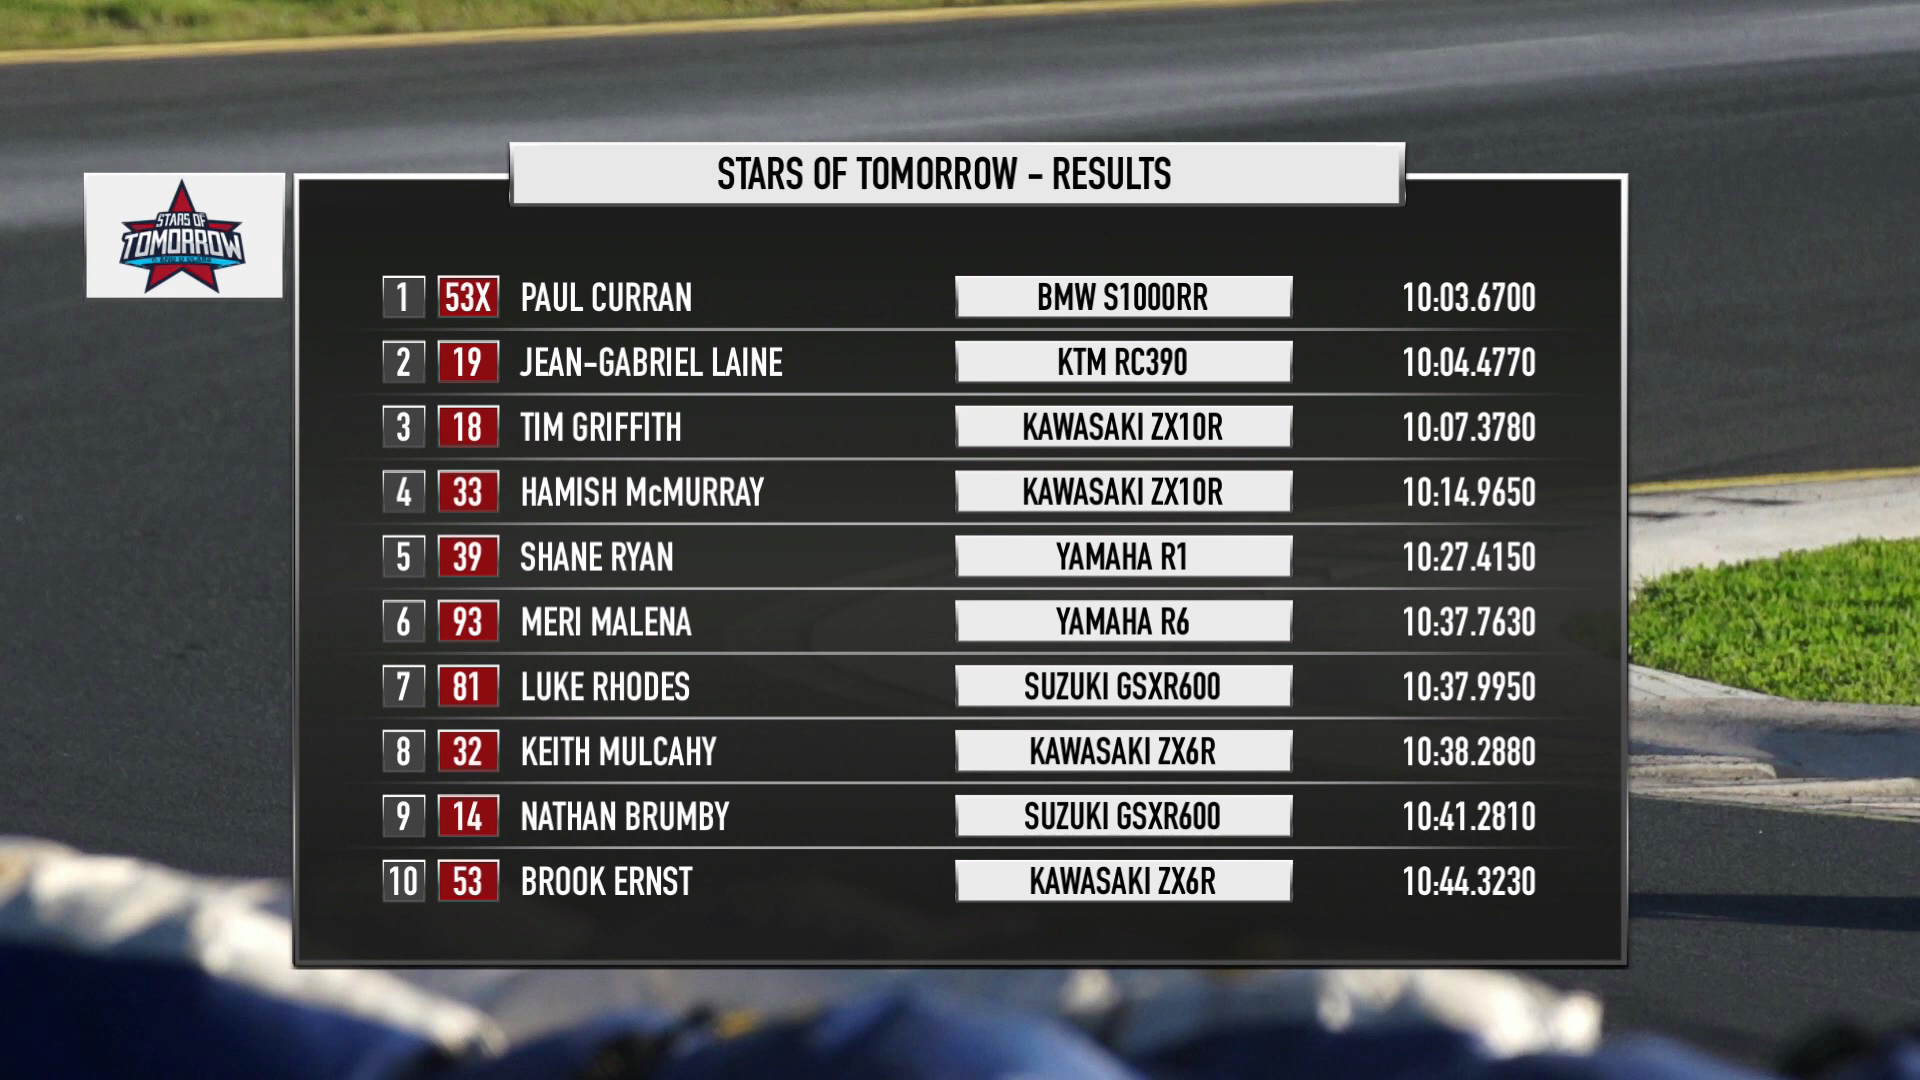 STARS OF TOMORROW - RESULTS
STARS OF
TOMORROW
1 53X PAUL CURRAN BMW S1000RR 10:03.6700
2 19 JEAN-GABRIEL LAINE KTM RC390 10:04.4770
3 18 TIM GRIFFITH KAWASAKI ZX10R 10:07.3780
4 33 HAMISH McMURRAY KAWASAKI ZX10R 10:14.9650
5 39 SHANE RYAN YAMAHA R1 10:27.4150
6 93 MERI MALENA YAMAHA R6 10:37.7630
7 81 LUKE RHODES SUZUKI GSXR600 10:37.9950
8 32 KEITH MULCAHY KAWASAKI ZX6R 10:38.2880
9 14 NATHAN BRUMBY SUZUKI GSXR600 10:41.2810
10 53 BROOK ERNST KAWASAKI ZX6R 10:44.3230